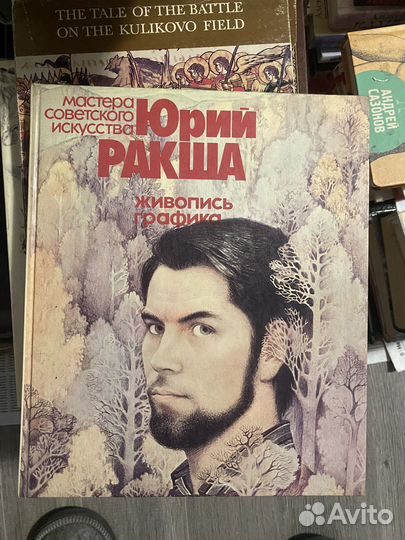 THE TALE OF THE BATTLE
ON THE KULIKOVO FIELD
мастера
советского
искусства
Юрий
РАКША
живопись
графика
АНДРЕЙ
САЗОНОВ
Avito